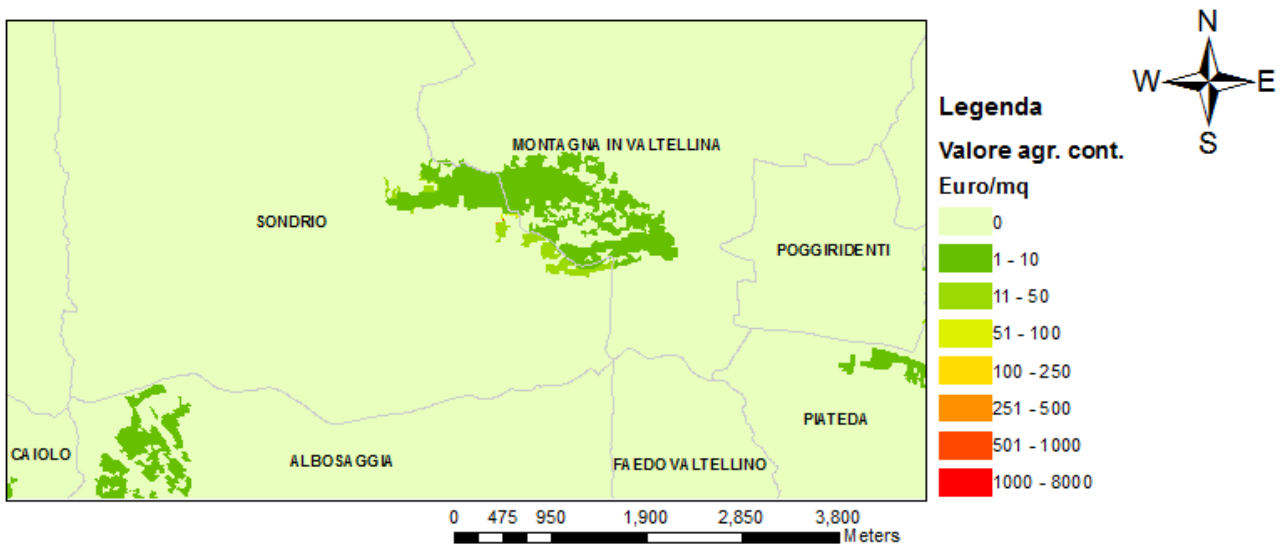 N
W E
S
Legenda
Valore agr. cont.
Euro/mq
0
1 - 10
11 - 50
51 - 100
100 - 250
251 - 500
501 - 1000
1000 - 8000
MONTAGNA IN VALTELLINA
SONDRIO
POGGIRIDENTI
PIATEDA
CAIOLO
ALBOSAGGIA
FAEDO VALTELLINO
0 475 950 1,900 2,850 3,800
Meters